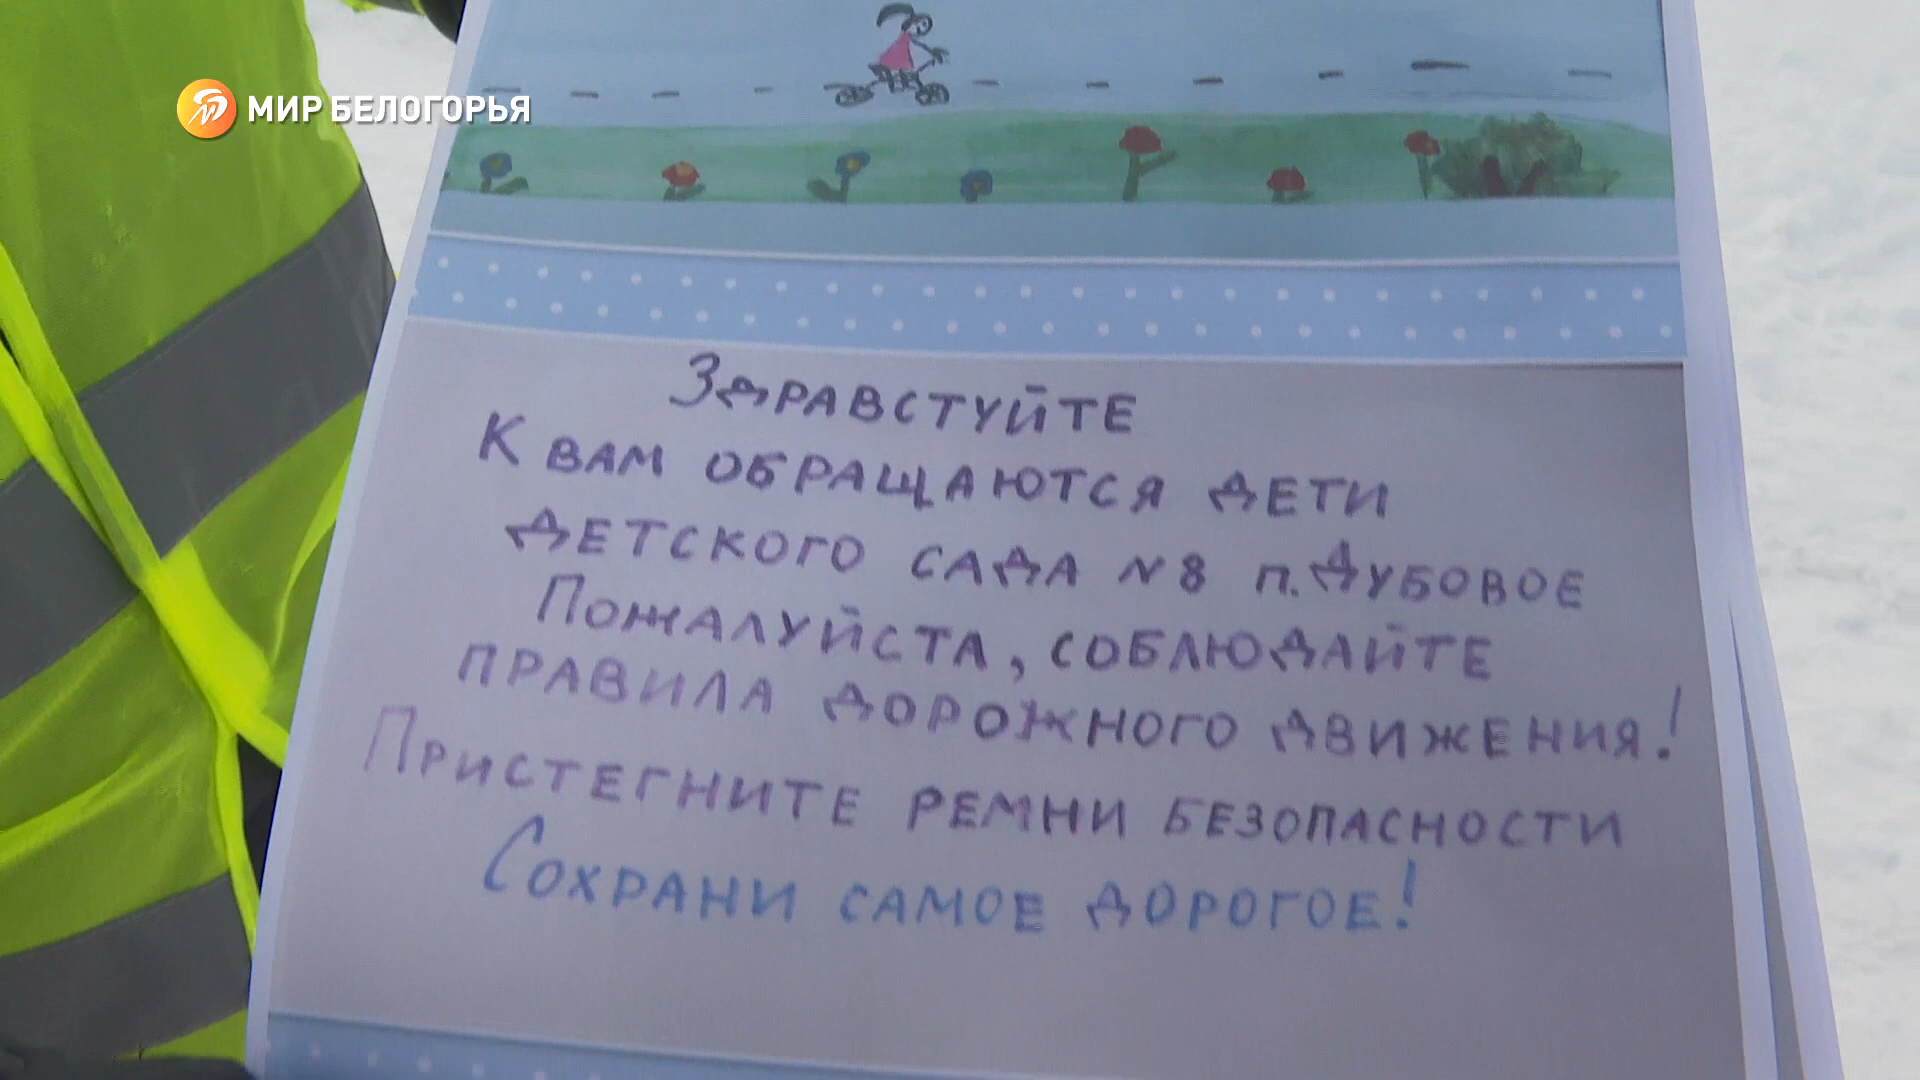 МИР БЕЛОГОРЬЯ
ЗДРАВСТУЙТЕ
К ВАМ ОБРАЩАЮТСЯ ДЕТИ
ДЕТСКОГО САДА N8 п. ДУБОВОЕ
ПОЖАЛУЙСТА, СОБЛЮДАЙТЕ
ПРАВИЛА ДОРОЖНОГО ДВИЖЕНИЯ!
ПРИСТЕГНИТЕ РЕМНИ БЕЗОПАСНОСТИ
СОХРАНИ САМОЕ ДОРОГОЕ!